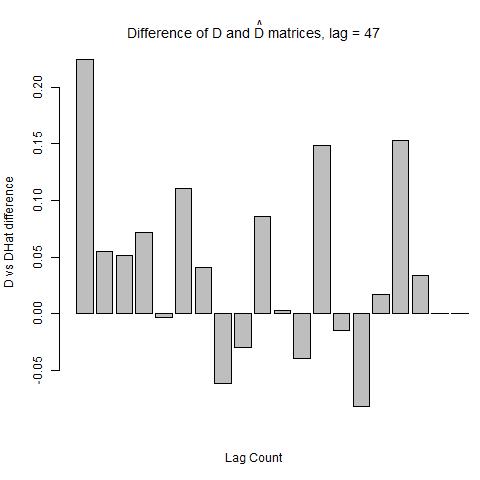 Difference of D and D̂ matrices, lag = 47
D vs DHat difference
0.20
0.15
0.10
0.05
0.00
-0.05
Lag Count